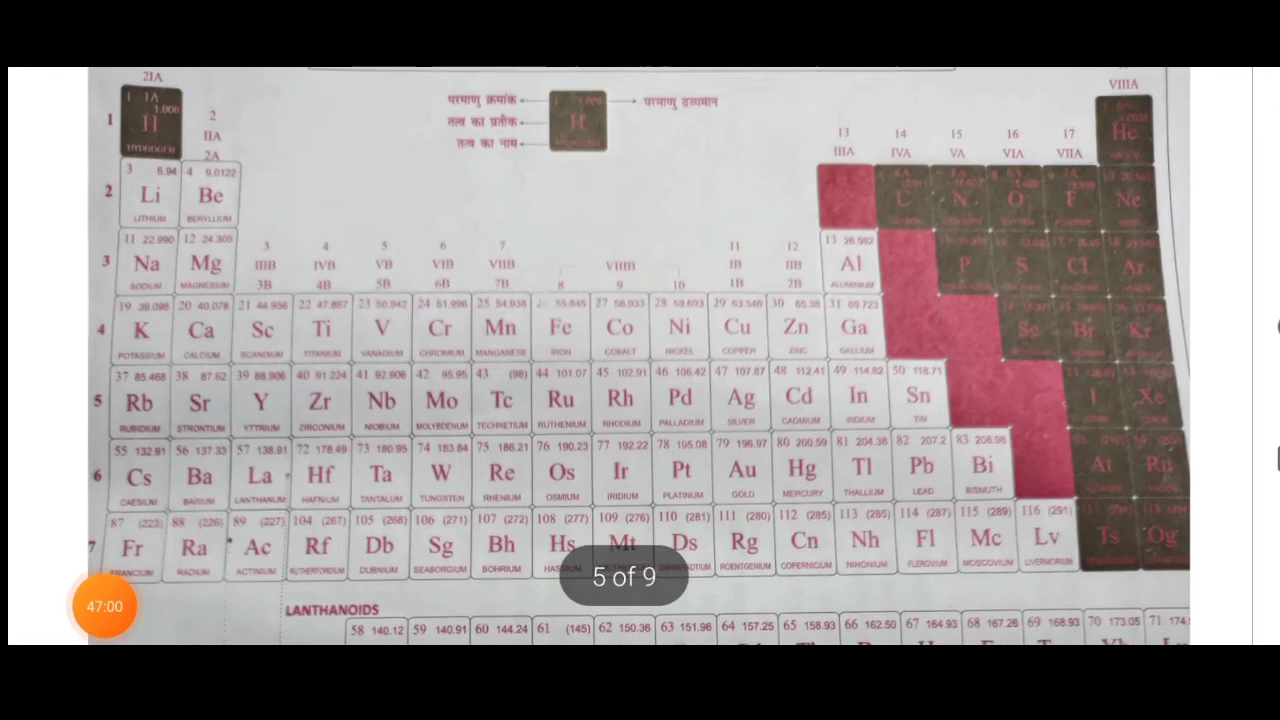 2IA
VIIIA
1 IA 1.008
H
HYDROGEN
1
2
IIA
2A
परमाणु क्रमांक
परमाणु द्रव्यमान
तत्व का प्रतीक
H
तत्व का नाम
13 14 15 16 17
IIIA IVA VA VIA VIIA
He
2
3 6.94 4 9.0122
Li Be C N O F Ne
LITHIUM BERYLLIUM
3
11 22.990 12 24.305 13 26.982
Na Mg Al P S Cl Ar
SODIUM MAGNESIUM ALUMINIUM
3 4 5 6 7 11 12
IIIB IVB VB VIB VIIB VIIIB IB IIB
3B 4B 5B 6B 7B 8 9 10 1B 2B
4
19 39.098 20 40.078 21 44.956 22 47.867 23 50.942 24 51.996 25 54.938 26 55.845 27 58.933 28 58.693 29 63.546 30 65.38 31 69.723
K Ca Sc Ti V Cr Mn Fe Co Ni Cu Zn Ga Se Br Kr
POTASSIUM CALCIUM SCANDIUM TITANIUM VANADIUM CHROMIUM MANGANESE IRON COBALT NICKEL COPPER ZINC GALLIUM
5
37 85.468 38 87.62 39 88.906 40 91.224 41 92.906 42 95.95 43 (98) 44 101.07 45 102.91 46 106.42 47 107.87 48 112.41 49 114.82 50 118.71
Rb Sr Y Zr Nb Mo Tc Ru Rh Pd Ag Cd In Sn I Xe
RUBIDIUM STRONTIUM YTTRIUM ZIRCONIUM NIOBIUM MOLYBDENUM TECHNETIUM RUTHENIUM RHODIUM PALLADIUM SILVER CADMIUM INDIUM TIN
6
55 132.91 56 137.33 57 138.91 72 178.49 73 180.95 74 183.84 75 186.21 76 190.23 77 192.22 78 195.08 79 196.97 80 200.59 81 204.38 82 207.2 83 208.98
Cs Ba La Hf Ta W Re Os Ir Pt Au Hg Tl Pb Bi At Rn
CAESIUM BARIUM LANTHANUM HAFNIUM TANTALUM TUNGSTEN RHENIUM OSMIUM IRIDIUM PLATINUM GOLD MERCURY THALLIUM LEAD BISMUTH
7
87 (223) 88 (226) 89 (227) 104 (267) 105 (268) 106 (271) 107 (272) 108 (277) 109 (276) 110 (281) 111 (280) 112 (285) 113 (285) 114 (287) 115 (289) 116 (291)
Fr Ra Ac Rf Db Sg Bh Hs Mt Ds Rg Cn Nh Fl Mc Lv Ts Og
FRANCIUM RADIUM ACTINIUM RUTHERFORDIUM DUBNIUM SEABORGIUM BOHRIUM ROENTGENIUM COPERNICIUM NIHONIUM FLEROVIUM MOSCOVIUM LIVERMORIUM
5 of 9
47:00
LANTHANOIDS
58 140.12 59 140.91 60 144.24 61 (145) 62 150.36 63 151.96 64 157.25 65 158.93 66 162.50 67 164.93 68 167.26 69 168.93 70 173.05 71